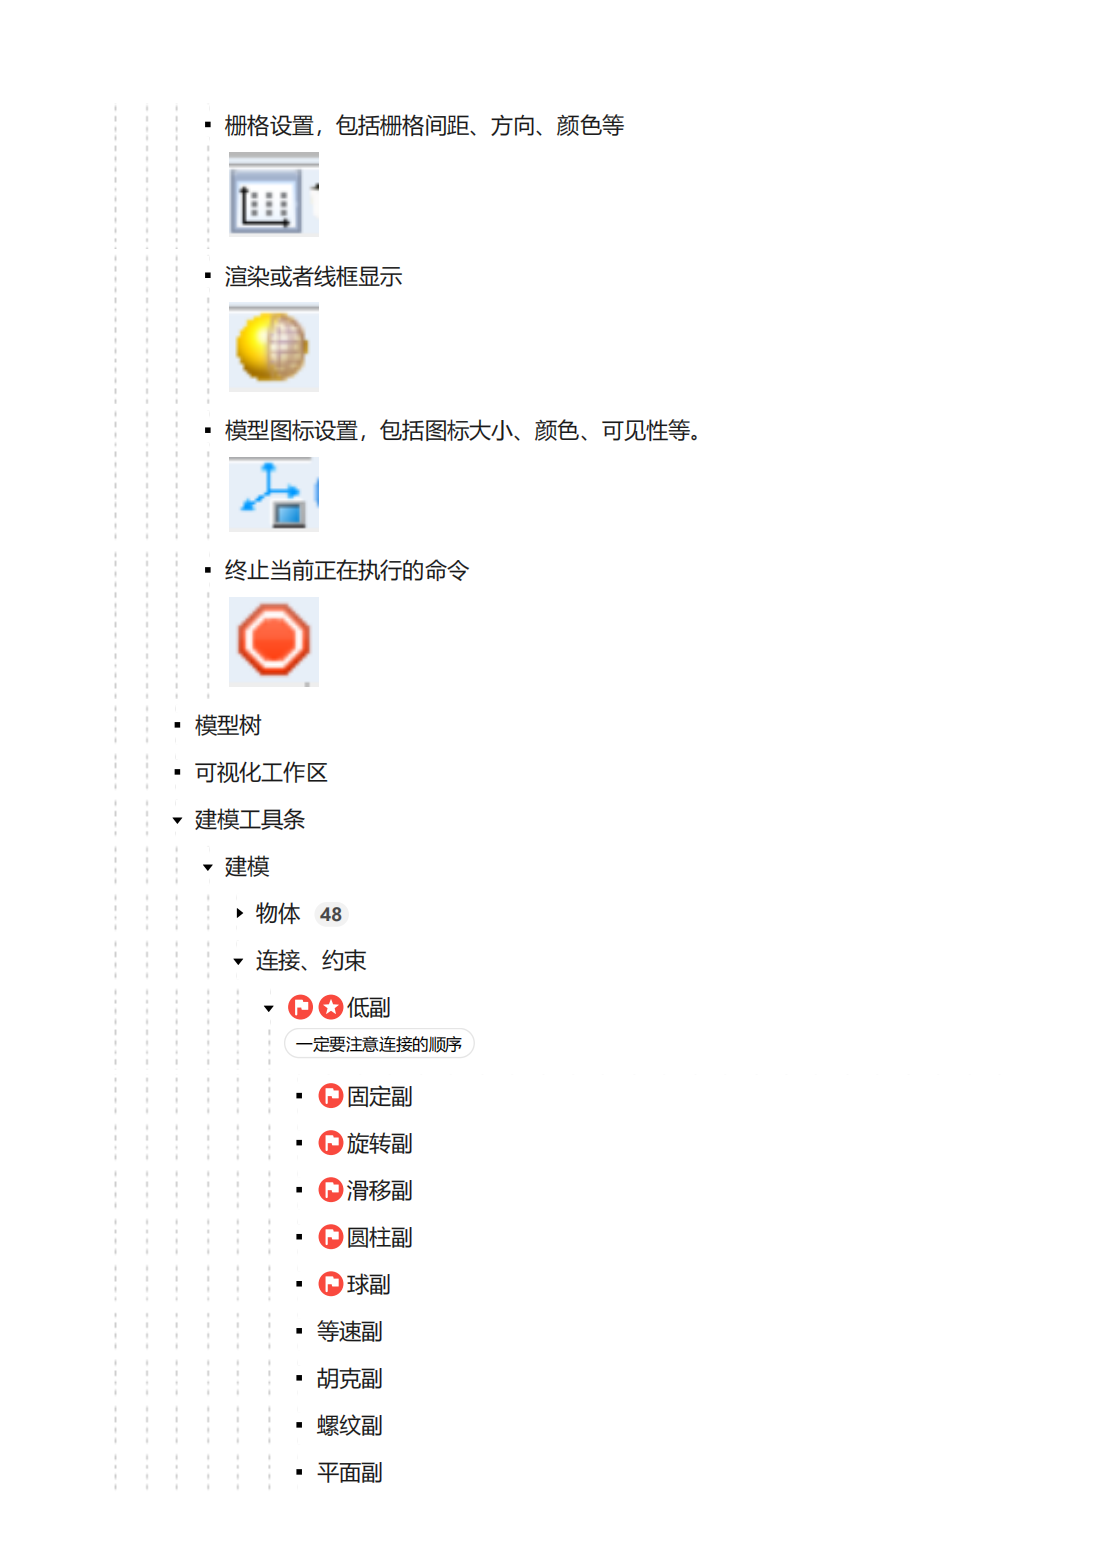 栅格设置，包括栅格间距、方向、颜色等
渲染或者线框显示
模型图标设置，包括图标大小、颜色、可见性等。
终止当前正在执行的命令
模型树
可视化工作区
建模工具条
建模
物体 48
连接、约束
低副
一定要注意连接的顺序
固定副
旋转副
滑移副
圆柱副
球副
等速副
胡克副
螺纹副
平面副